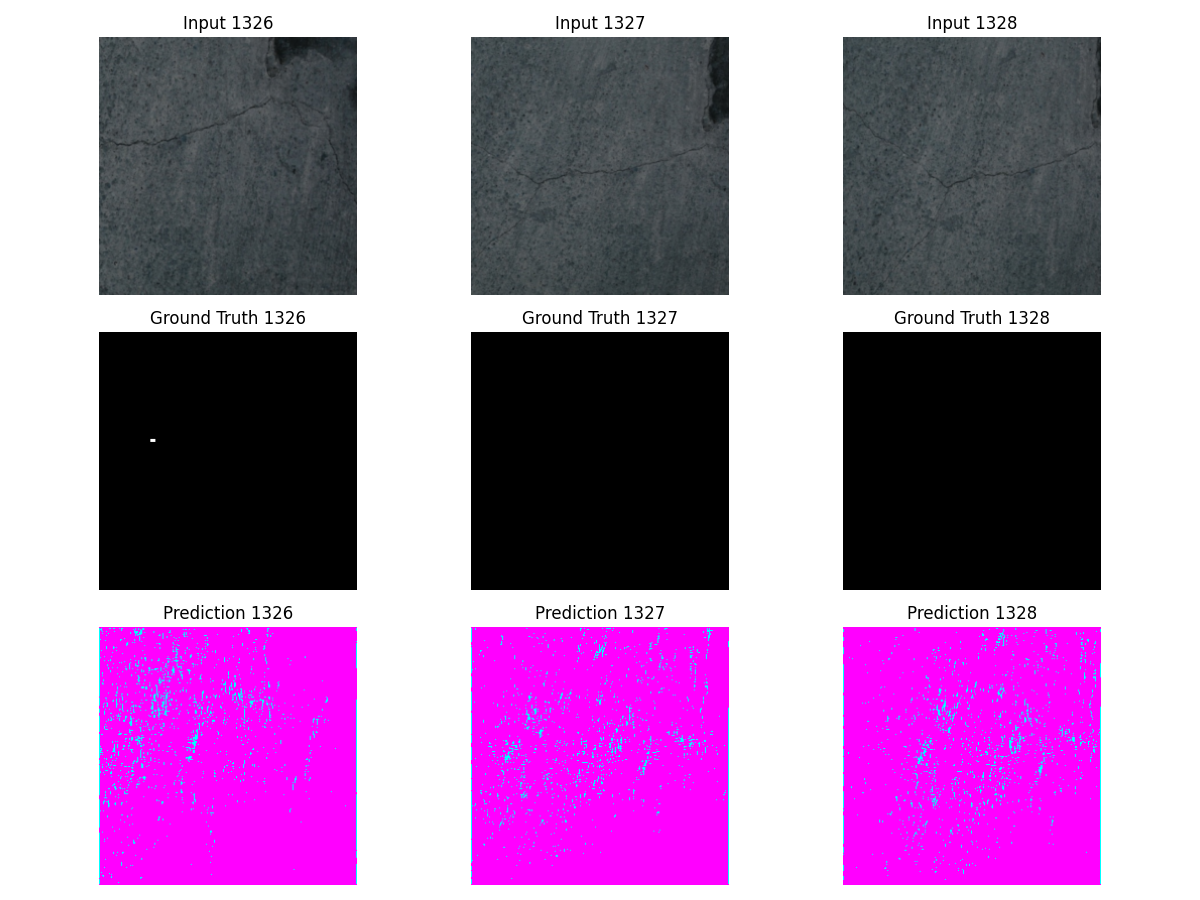 Input 1326
Input 1327
Input 1328
Ground Truth 1326
Ground Truth 1327
Ground Truth 1328
Prediction 1326
Prediction 1327
Prediction 1328